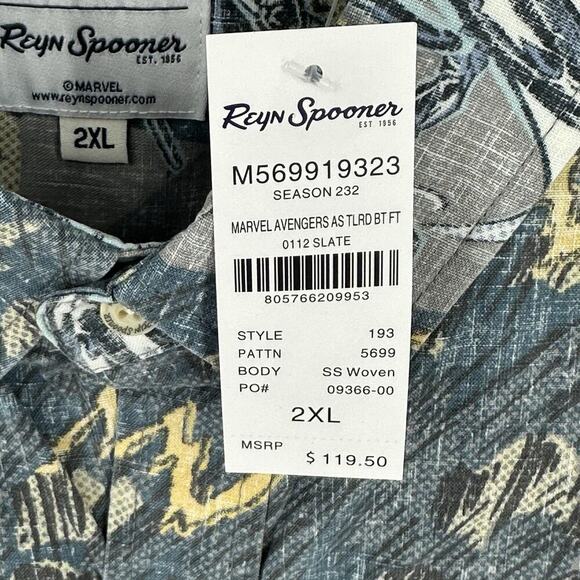 Reyn Spooner
EST. 1956
©MARVEL
www.reynspooner.com
2XL
Reyn Spooner
EST 1956
M569919323
SEASON 232
MARVEL AVENGERS AS TLRD BT FT
0112 SLATE
805766209953
STYLE 193
PATTN 5699
BODY SS Woven
PO# 09366-00
2XL
MSRP $ 119.50